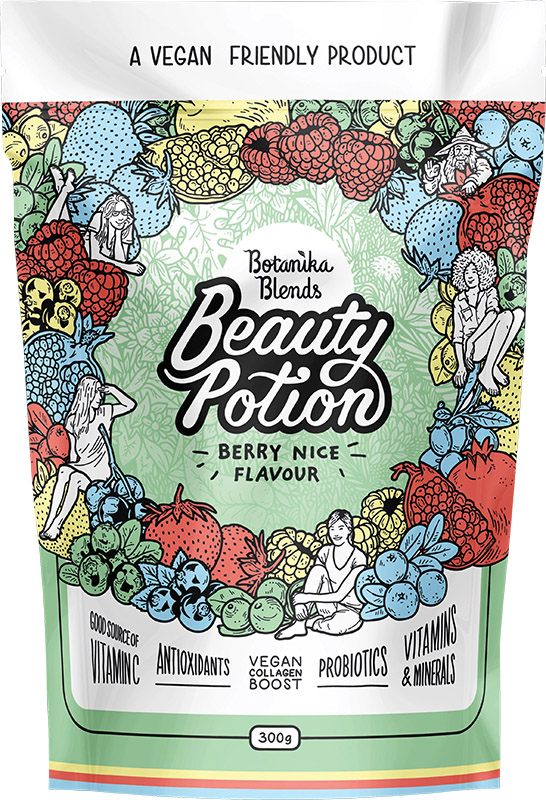 A VEGAN FRIENDLY PRODUCT
Botanika
Blends
Beauty
Potion
BERRY NICE
FLAVOUR
GOOD SOURCE OF
VITAMIN C
ANTIOXIDANTS
VEGAN
COLLAGEN
BOOST
PROBIOTICS
VITAMINS
& MINERALS
300g